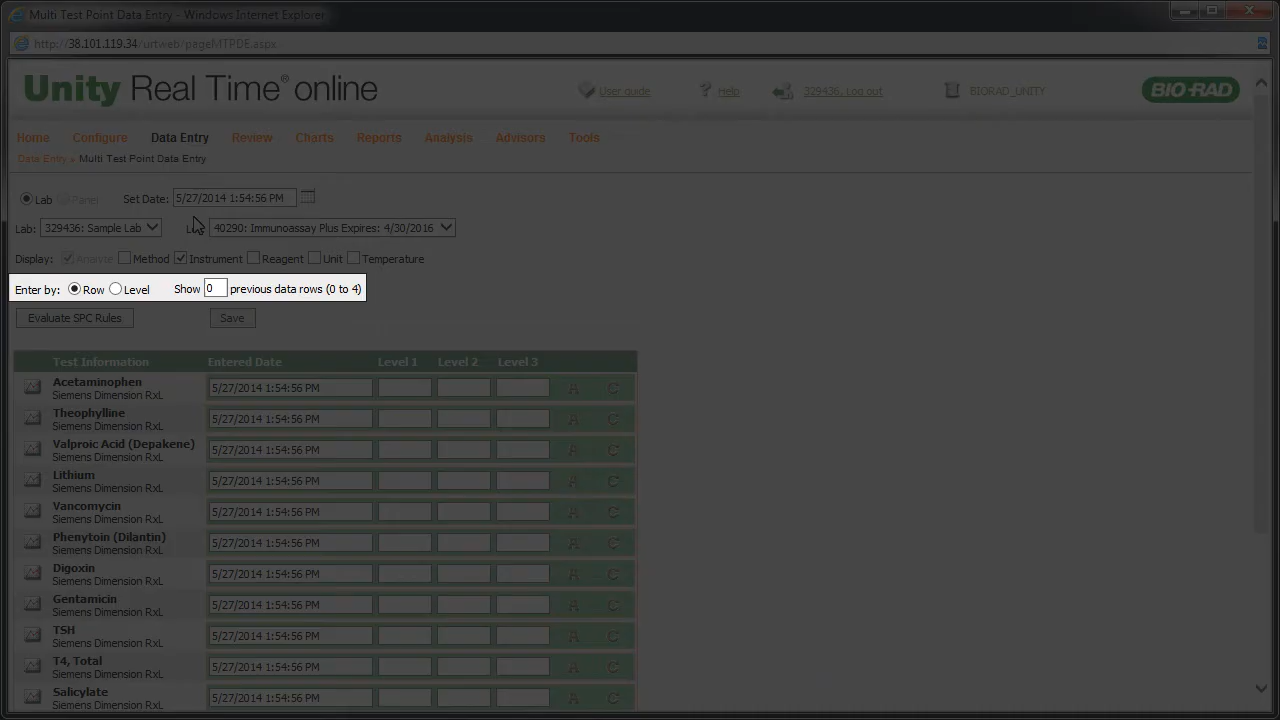 Multi Test Point Data Entry - Windows Internet Explorer
http://38.101.119.34/urtweb/pageMTPDE.aspx
Unity Real Time® online
User guide
Help
329436, Log out
BIORAD_UNITY
BIO-RAD
Home Configure Data Entry Review Charts Reports Analysis Advisors Tools
Data Entry » Multi Test Point Data Entry
Lab Panel Set Date: 5/27/2014 1:54:56 PM
Lab: 329436: Sample Lab 40290: Immunoassay Plus Expires: 4/30/2016
Display: Analyte Method Instrument Reagent Unit Temperature
Enter by: Row Level Show 0 previous data rows (0 to 4)
Evaluate SPC Rules Save
Test Information Entered Date Level 1 Level 2 Level 3
Acetaminophen
Siemens Dimension RxL 5/27/2014 1:54:56 PM A C
Theophylline
Siemens Dimension RxL 5/27/2014 1:54:56 PM A C
Valproic Acid (Depakene)
Siemens Dimension RxL 5/27/2014 1:54:56 PM A C
Lithium
Siemens Dimension RxL 5/27/2014 1:54:56 PM A C
Vancomycin
Siemens Dimension RxL 5/27/2014 1:54:56 PM A C
Phenytoin (Dilantin)
Siemens Dimension RxL 5/27/2014 1:54:56 PM A C
Digoxin
Siemens Dimension RxL 5/27/2014 1:54:56 PM A C
Gentamicin
Siemens Dimension RxL 5/27/2014 1:54:56 PM A C
TSH
Siemens Dimension RxL 5/27/2014 1:54:56 PM A C
T4, Total
Siemens Dimension RxL 5/27/2014 1:54:56 PM A C
Salicylate
Siemens Dimension RxL 5/27/2014 1:54:56 PM A C